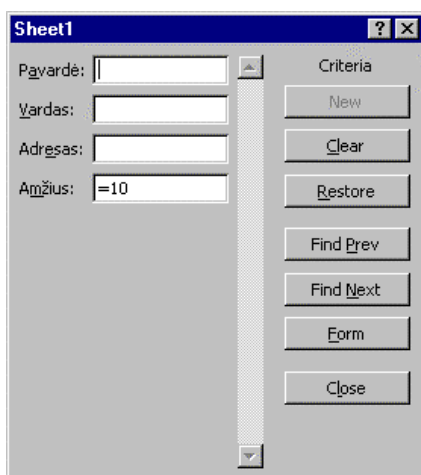 Sheet1
Pavardė:
Vardas:
Adresas:
Amžius: =10
Criteria
New
Clear
Restore
Find Prev
Find Next
Form
Close